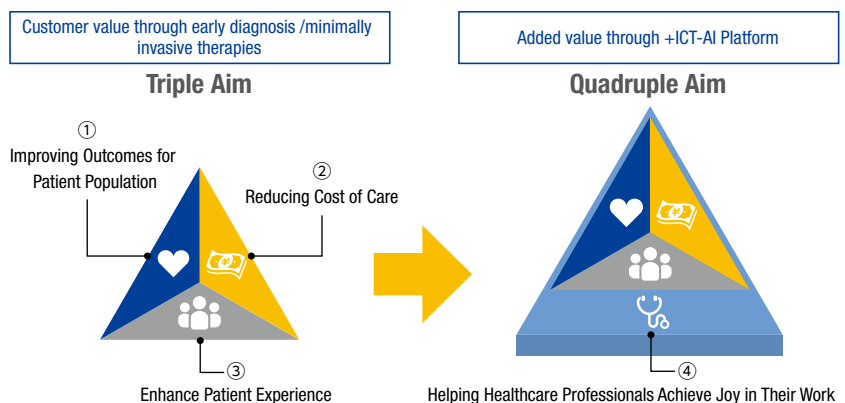 Customer value through early diagnosis /minimally
invasive therapies
Added value through +ICT-AI Platform
Triple Aim
Quadruple Aim
①
Improving Outcomes for
Patient Population
②
Reducing Cost of Care
③
Enhance Patient Experience
④
Helping Healthcare Professionals Achieve Joy in Their Work